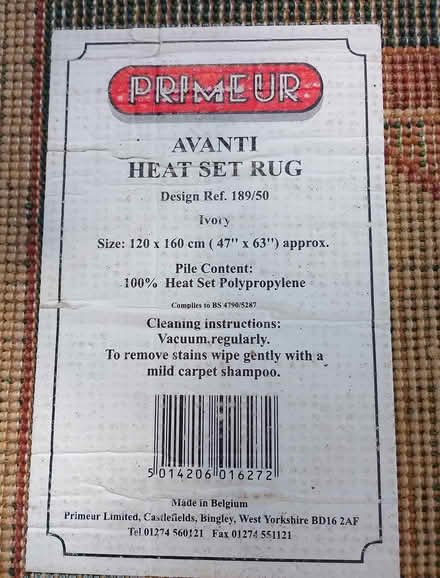 PRIMEUR
AVANTI
HEAT SET RUG
Design Ref. 189/50
Ivory
Size: 120 x 160 cm ( 47" x 63") approx.
Pile Content:
100% Heat Set Polypropylene
Complies to BS 4790/5287
Cleaning instructions:
Vacuum regularly.
To remove stains wipe gently with a
mild carpet shampoo.
5 014206 016272
Made in Belgium
Primeur Limited, Castlefields, Bingley, West Yorkshire BD16 2AF
Tel 01274 560121 Fax 01274 551121